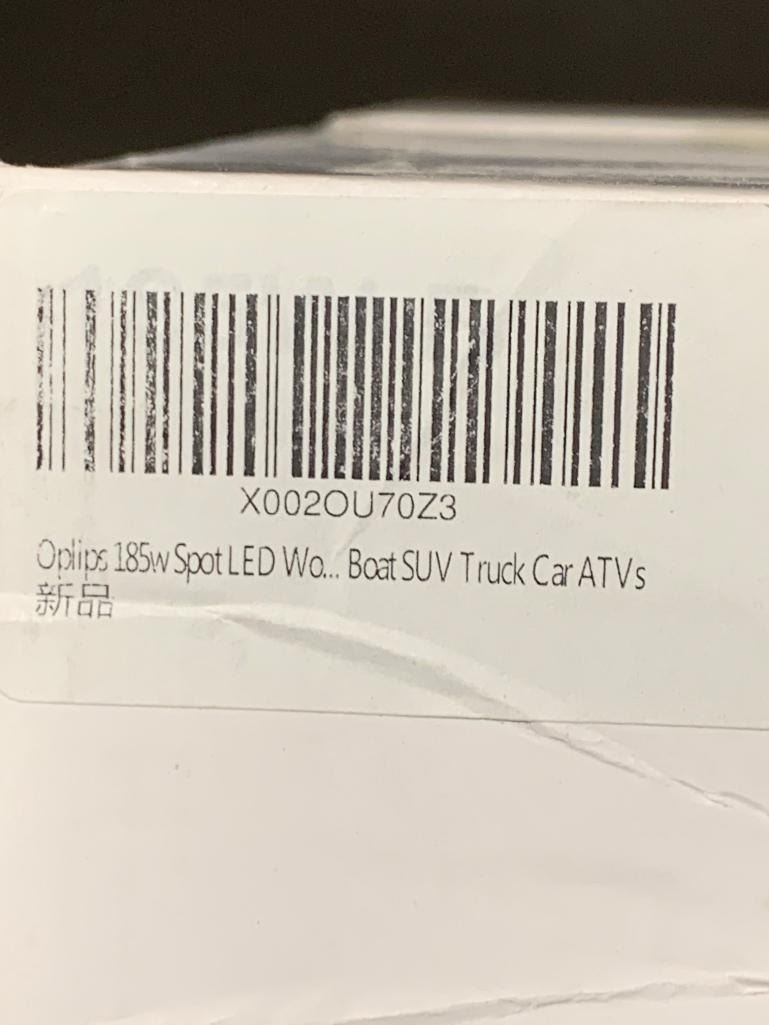 X002OU70Z3
Oplips 185w Spot LED Wo... Boat SUV Truck Car ATVs
新品